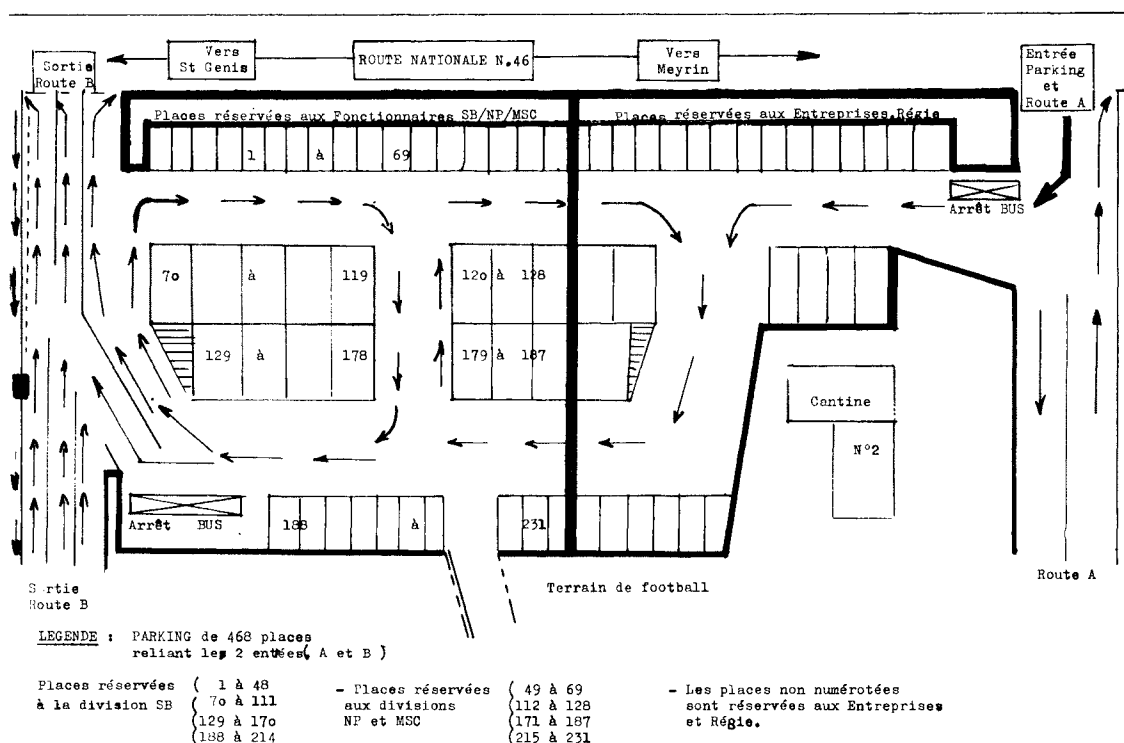 Sortie
Route B
Vers
St Genis
ROUTE NATIONALE N.46
Vers
Meyrin
Entrée
Parking
et
Route A
Places réservées aux Fonctionnaires SB/NP/MSC
Places réservées aux Entreprises.Régie
1 à 69
Arrêt BUS
7o à 119
12o à 128
129 à 178
179 à 187
Cantine
N°2
Arrêt BUS
188 à
231
Sortie
Route B
Terrain de football
Route A
LEGENDE : PARKING de 468 places
reliant les 2 entées( A et B )
Places réservées
à la division SB
( 1 à 48
( 7o à 111
(129 à 17o
(188 à 214
- Places réservées
aux divisions
NP et MSC
( 49 à 69
(112 à 128
(171 à 187
(215 à 231
- Les places non numérotées
sont réservées aux Entreprises
et Régie.